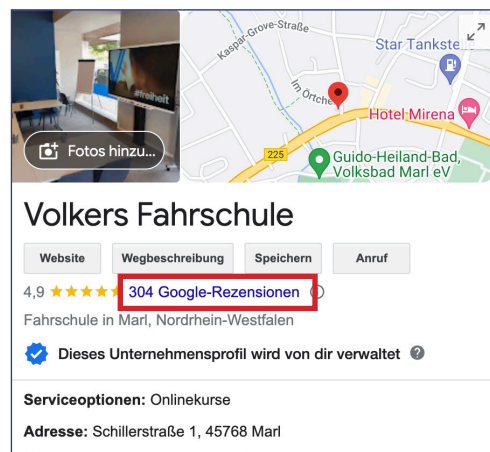 #freiheit
Fotos hinzu...
Kaspar-Grove-Straße
Star Tankste
Im Örtchen
Hotel Mirena
225
Guido-Heiland-Bad,
Volksbad Marl eV
Volkers Fahrschule
Website Wegbeschreibung Speichern Anruf
4,9 304 Google-Rezensionen
Fahrschule in Marl, Nordrhein-Westfalen
Dieses Unternehmensprofil wird von dir verwaltet
Serviceoptionen: Onlinekurse
Adresse: Schillerstraße 1, 45768 Marl